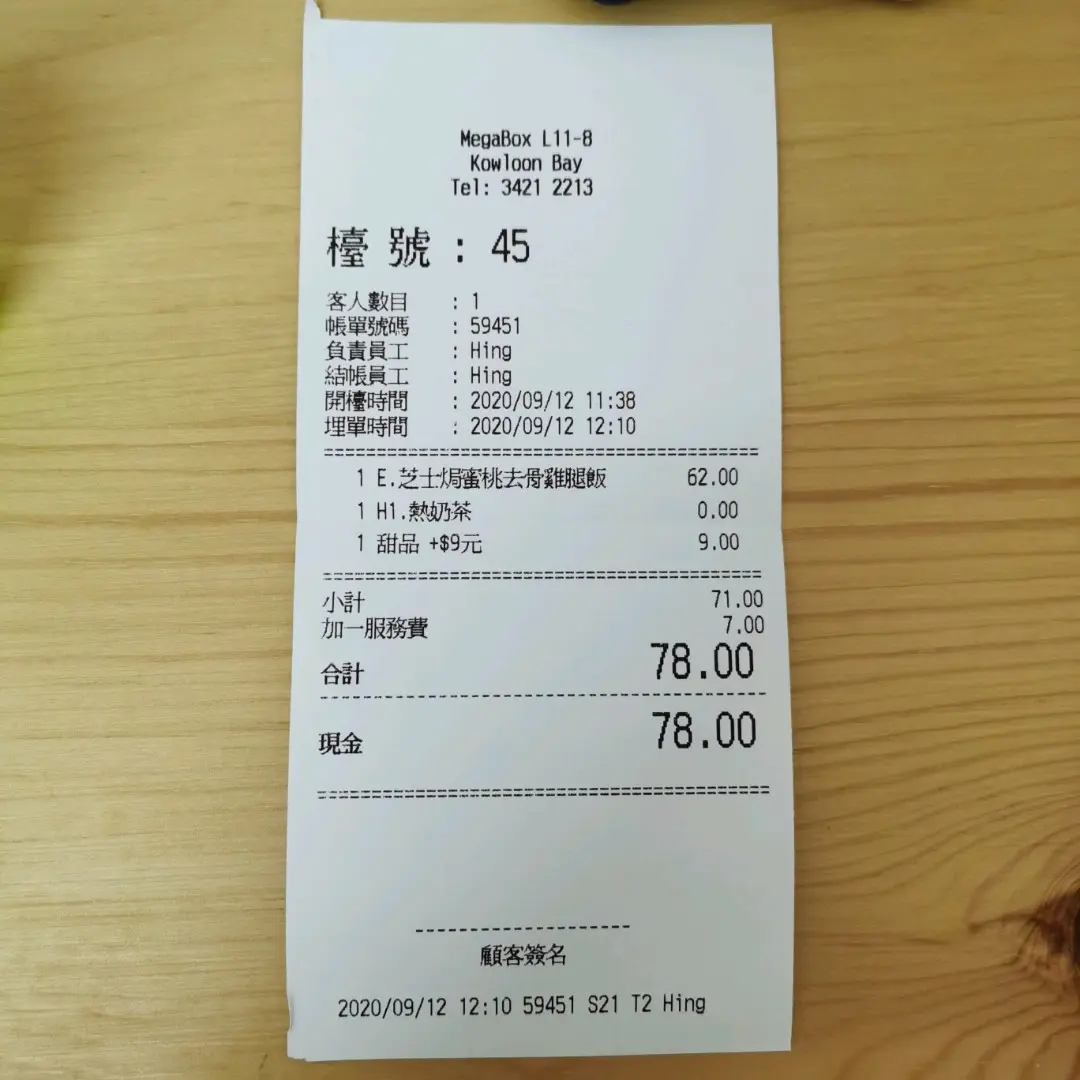 MegaBox L11-8
Kowloon Bay
Tel: 3421 2213
檯號 : 45
客人數目 : 1
帳單號碼 : 59451
負責員工 : Hing
結帳員工 : Hing
開檯時間 : 2020/09/12 11:38
埋單時間 : 2020/09/12 12:10
1 E.芝士焗蜜桃去骨雞腿飯 62.00
1 H1.熱奶茶 0.00
1 甜品 +$9元 9.00
小計 71.00
加一服務費 7.00
合計 78.00
現金 78.00
顧客簽名
2020/09/12 12:10 59451 S21 T2 Hing